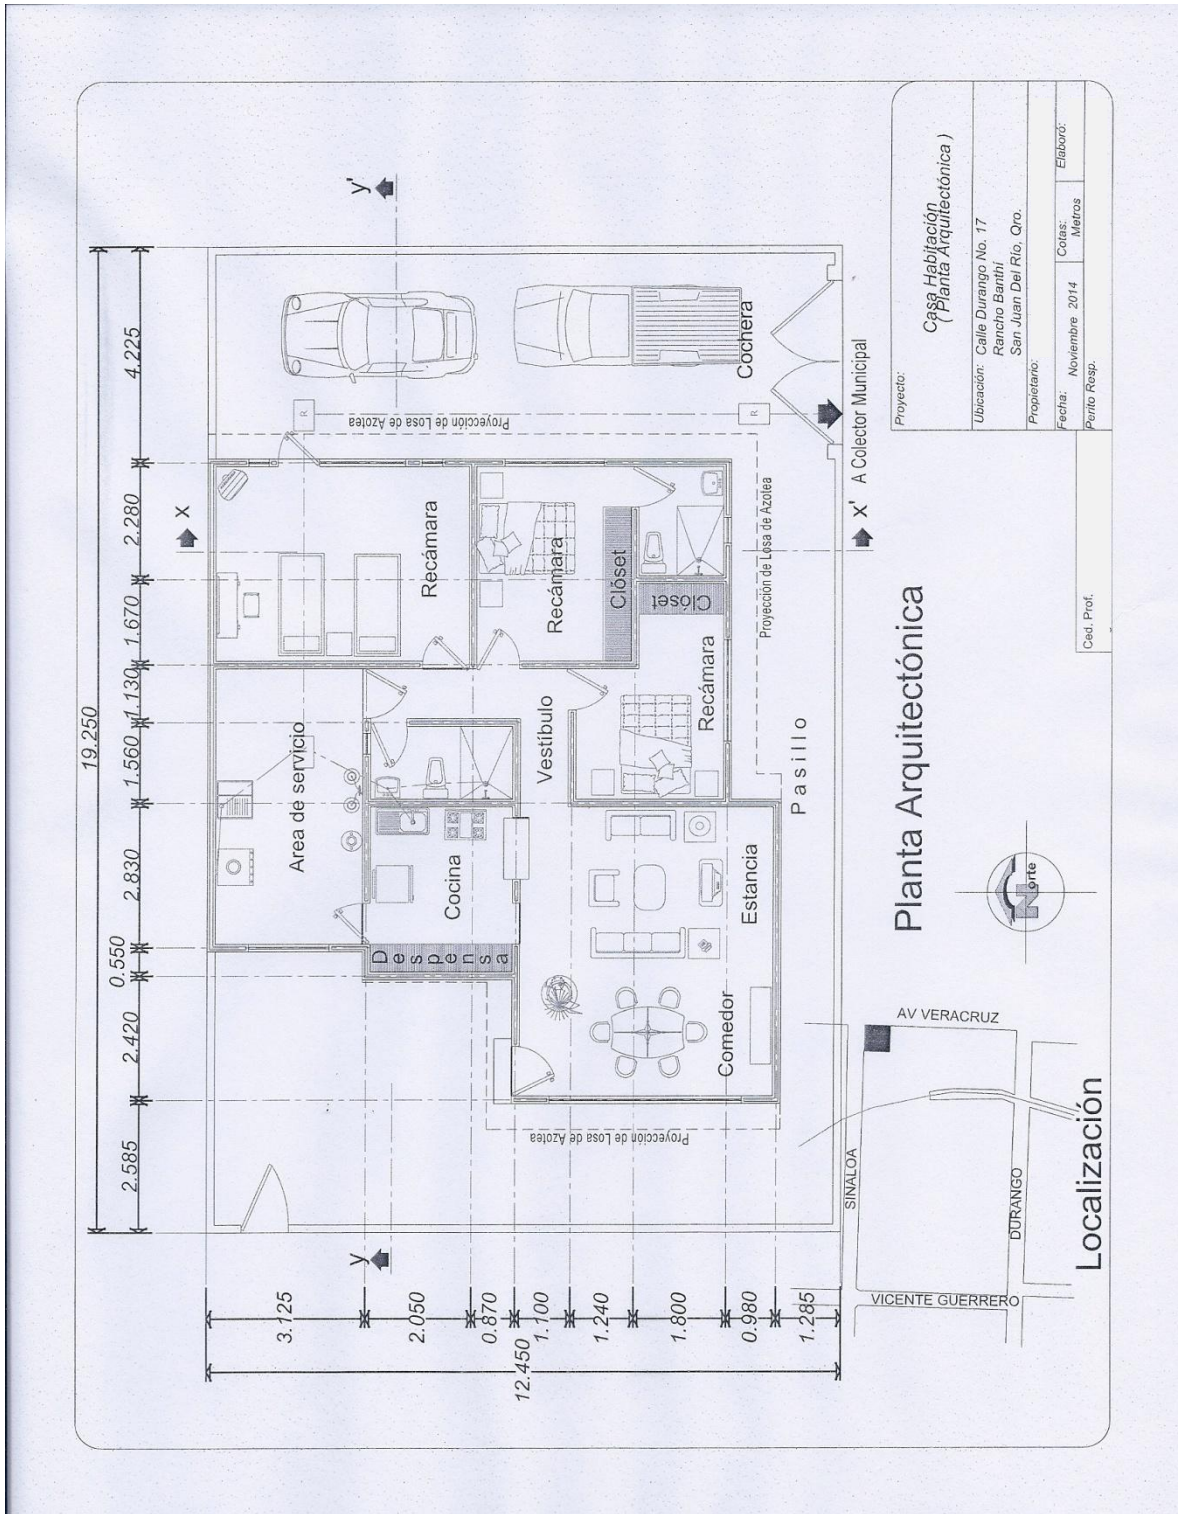 19.250
2.585
2.420
0.550
2.830
1.560
1.130
1.670
2.280
4.225
12.450
3.125
2.050
0.870
1.100
1.240
1.800
0.980
1.285
y
y'
x
x'
Area de servicio
Recámara
Despensa
Cocina
Vestíbulo
Recámara
Clóset
Clóset
Recámara
Comedor
Estancia
Cochera
R
R
Proyección de Losa de Azotea
Proyección de Losa de Azotea
Proyección de Losa de Azotea
Pasillo
A Colector Municipal
Planta Arquitectónica
Norte
SINALOA
AV VERACRUZ
VICENTE GUERRERO
DURANGO
Localización
Proyecto:
Casa Habitación
( Planta Arquitectónica )
Ubicación: Calle Durango No. 17
Rancho Banthí
San Juan Del Río, Qro.
Propietario:
Fecha: Noviembre 2014
Cotas: Metros
Elaboró:
Perito Resp.
Ced. Prof.